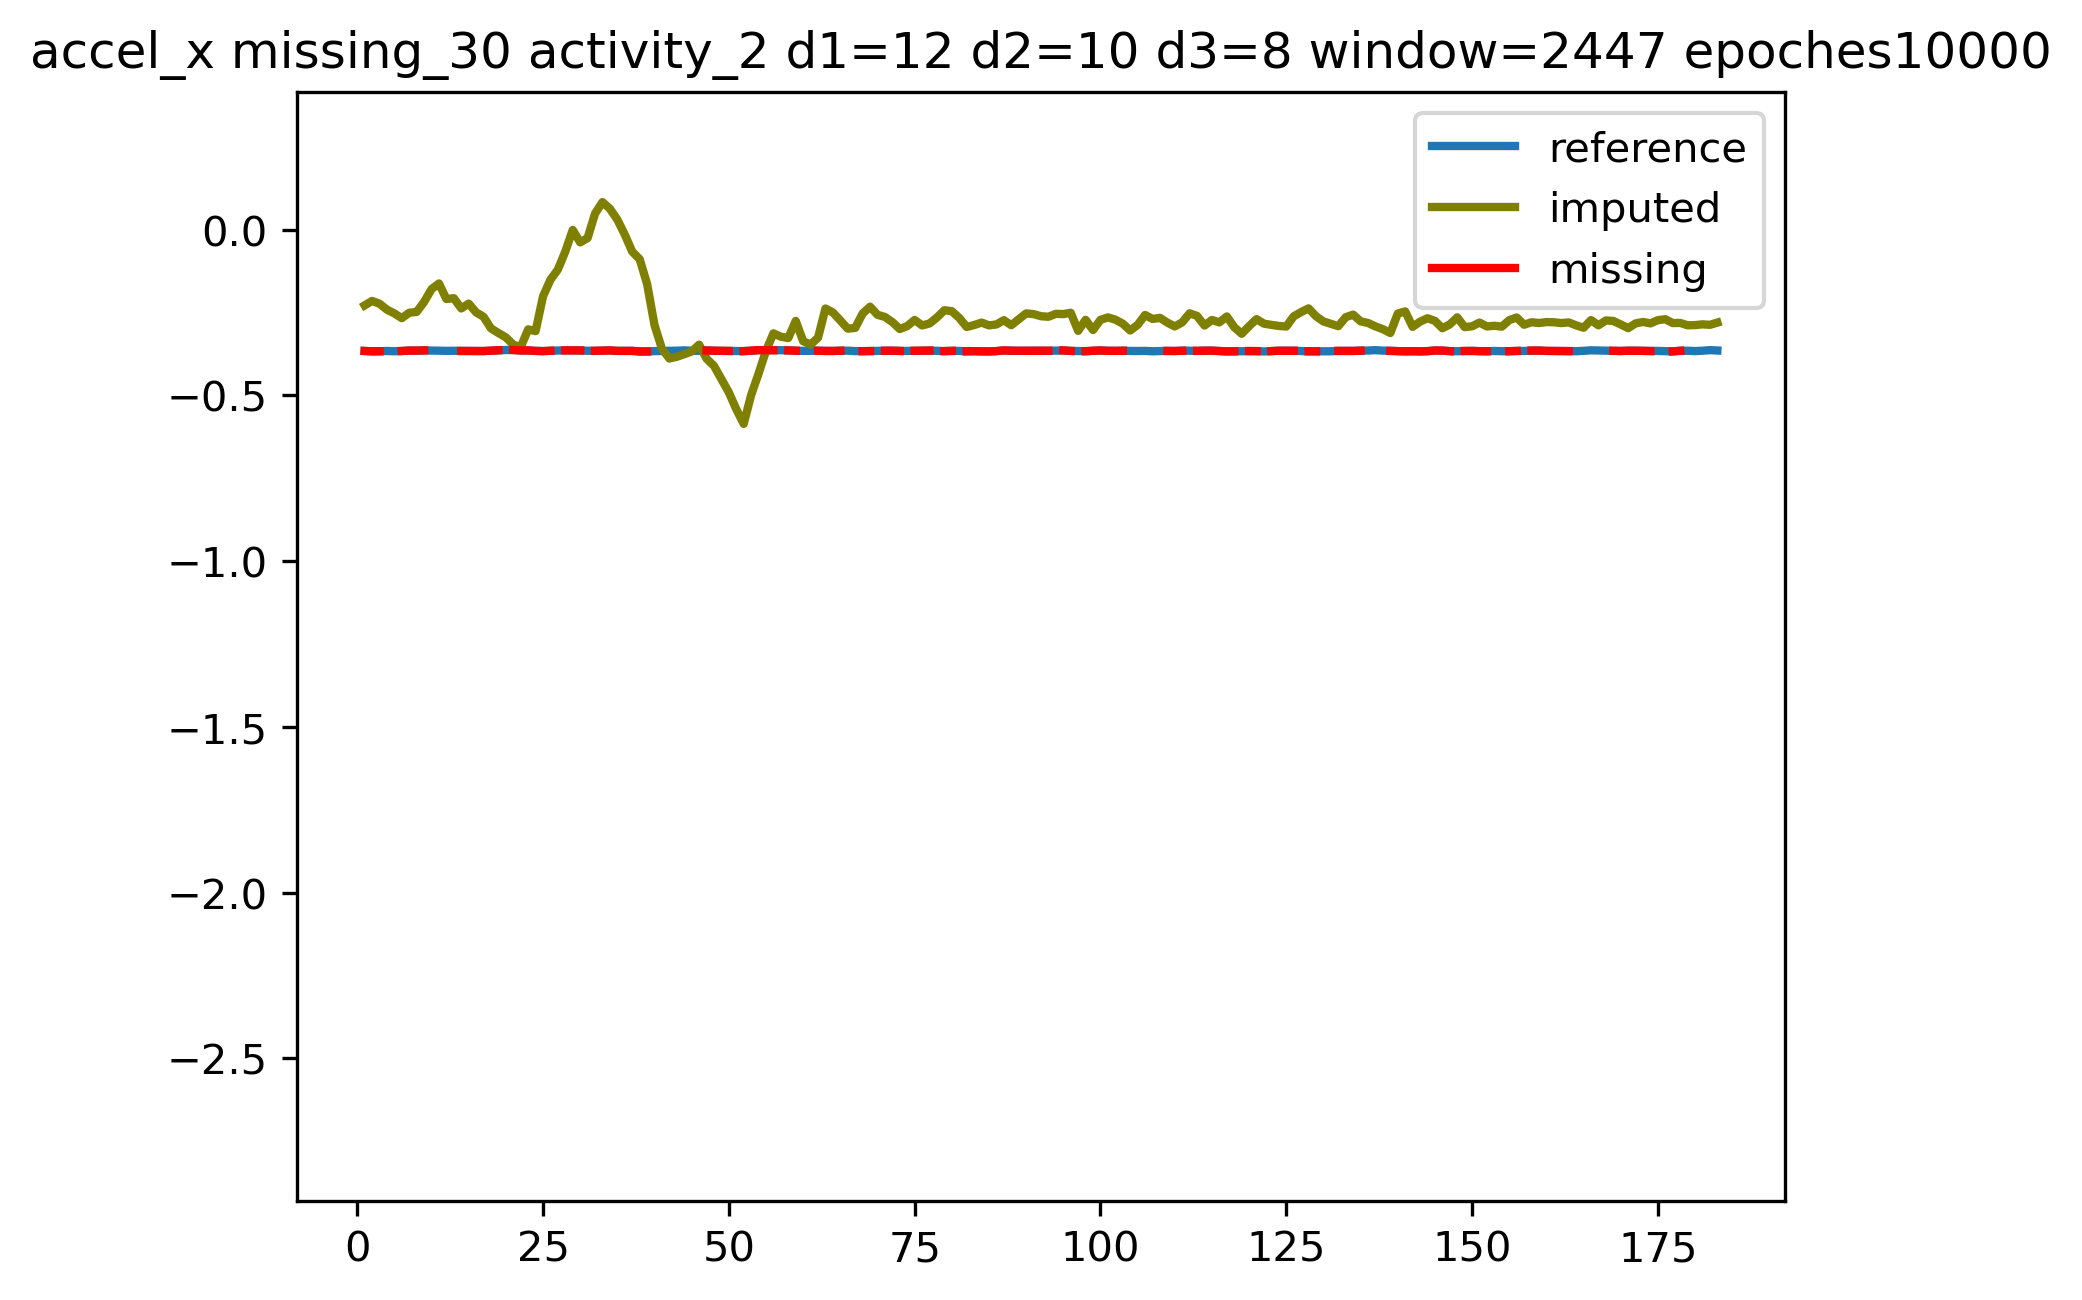 accel_x missing_30 activity_2 d1=12 d2=10 d3=8 window=2447 epoches10000
reference
imputed
missing
0.0
−0.5
−1.0
−1.5
−2.0
−2.5
0 25 50 75 100 125 150 175